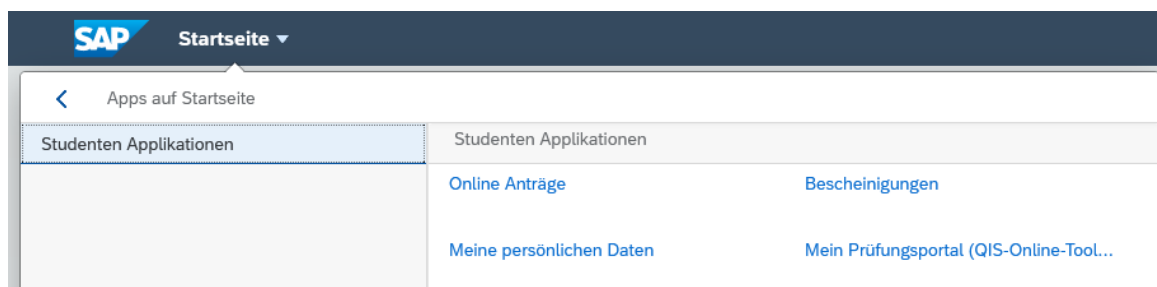 SAP Startseite
Apps auf Startseite
Studenten Applikationen
Studenten Applikationen
Online Anträge
Bescheinigungen
Meine persönlichen Daten
Mein Prüfungsportal (QIS-Online-Tool...